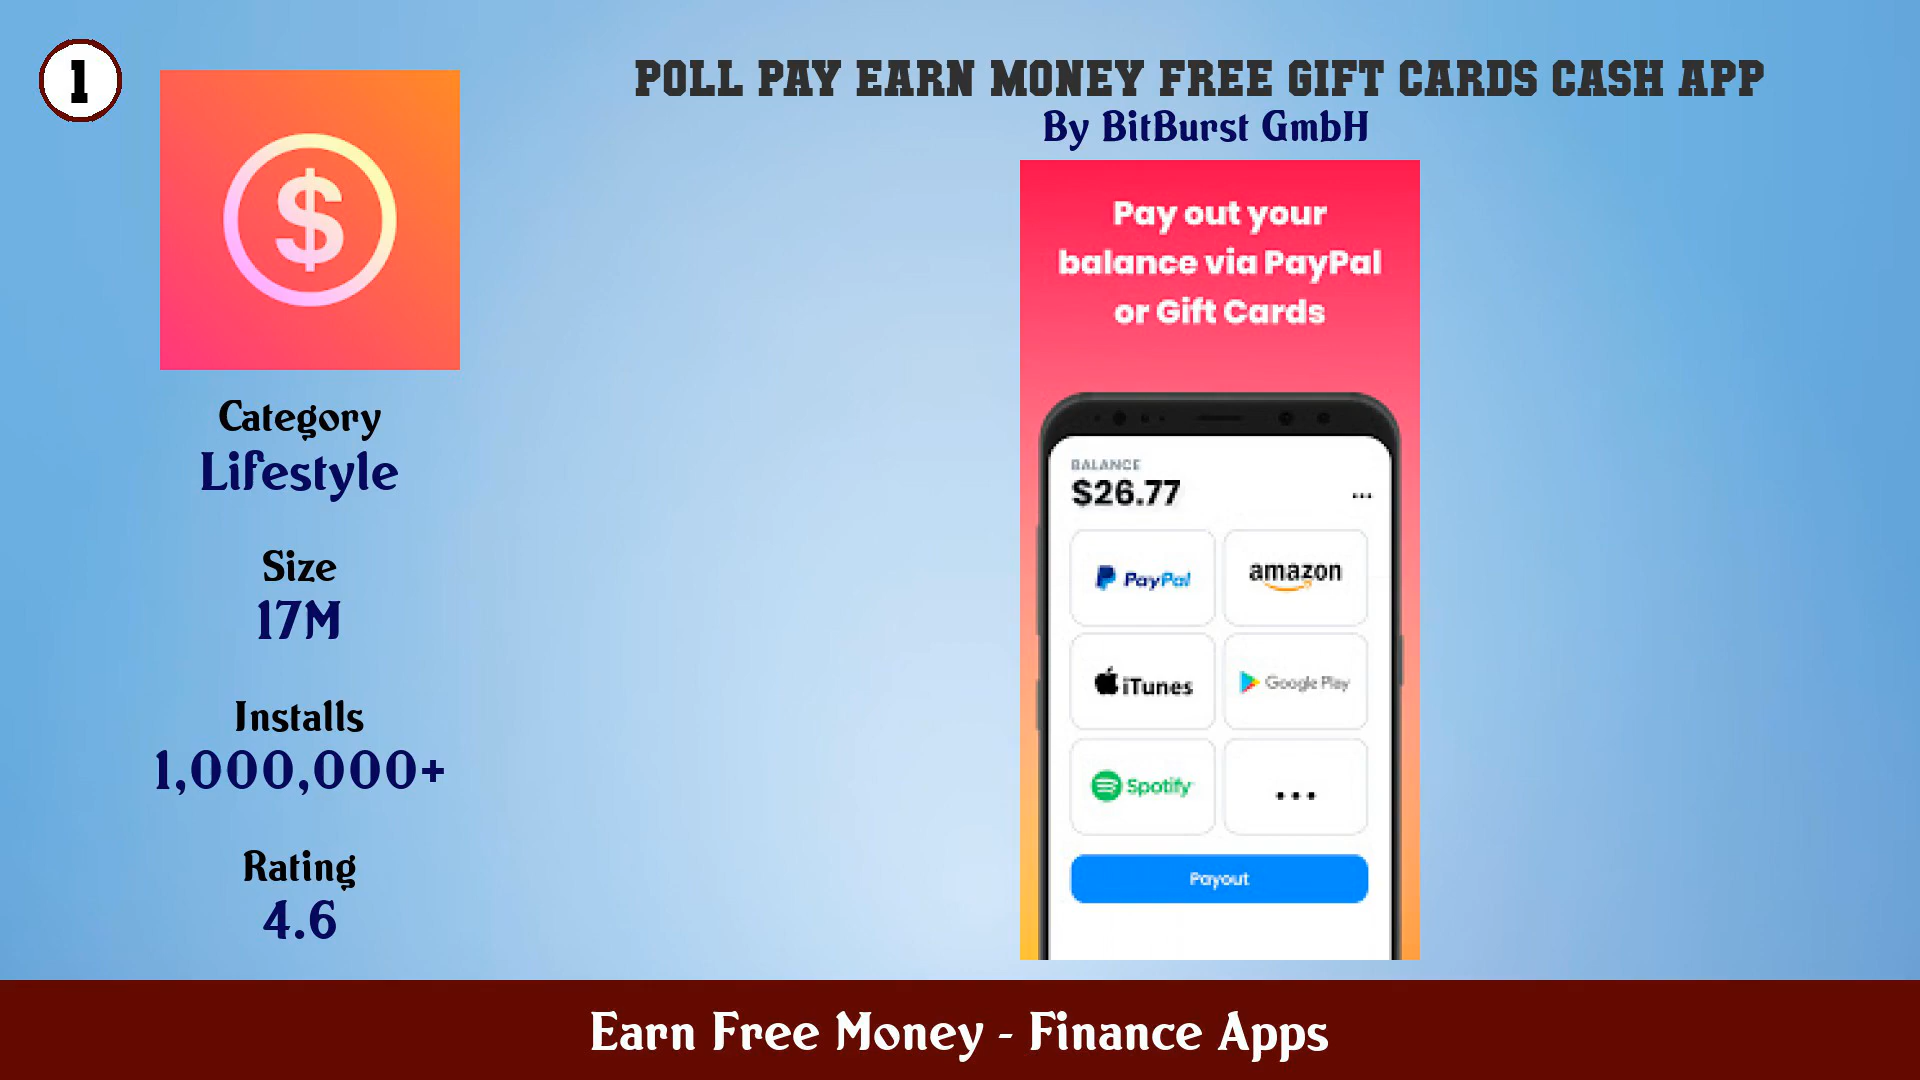 1
POLL PAY EARN MONEY FREE GIFT CARDS CASH APP
By BitBurst GmbH
$
Category
Lifestyle
Size
17M
Installs
1,000,000+
Rating
4.6
Pay out your
balance via PayPal
or Gift Cards
BALANCE
$26.77
...
PayPal
amazon
iTunes
Google Play
Spotify
...
Payout
Earn Free Money - Finance Apps